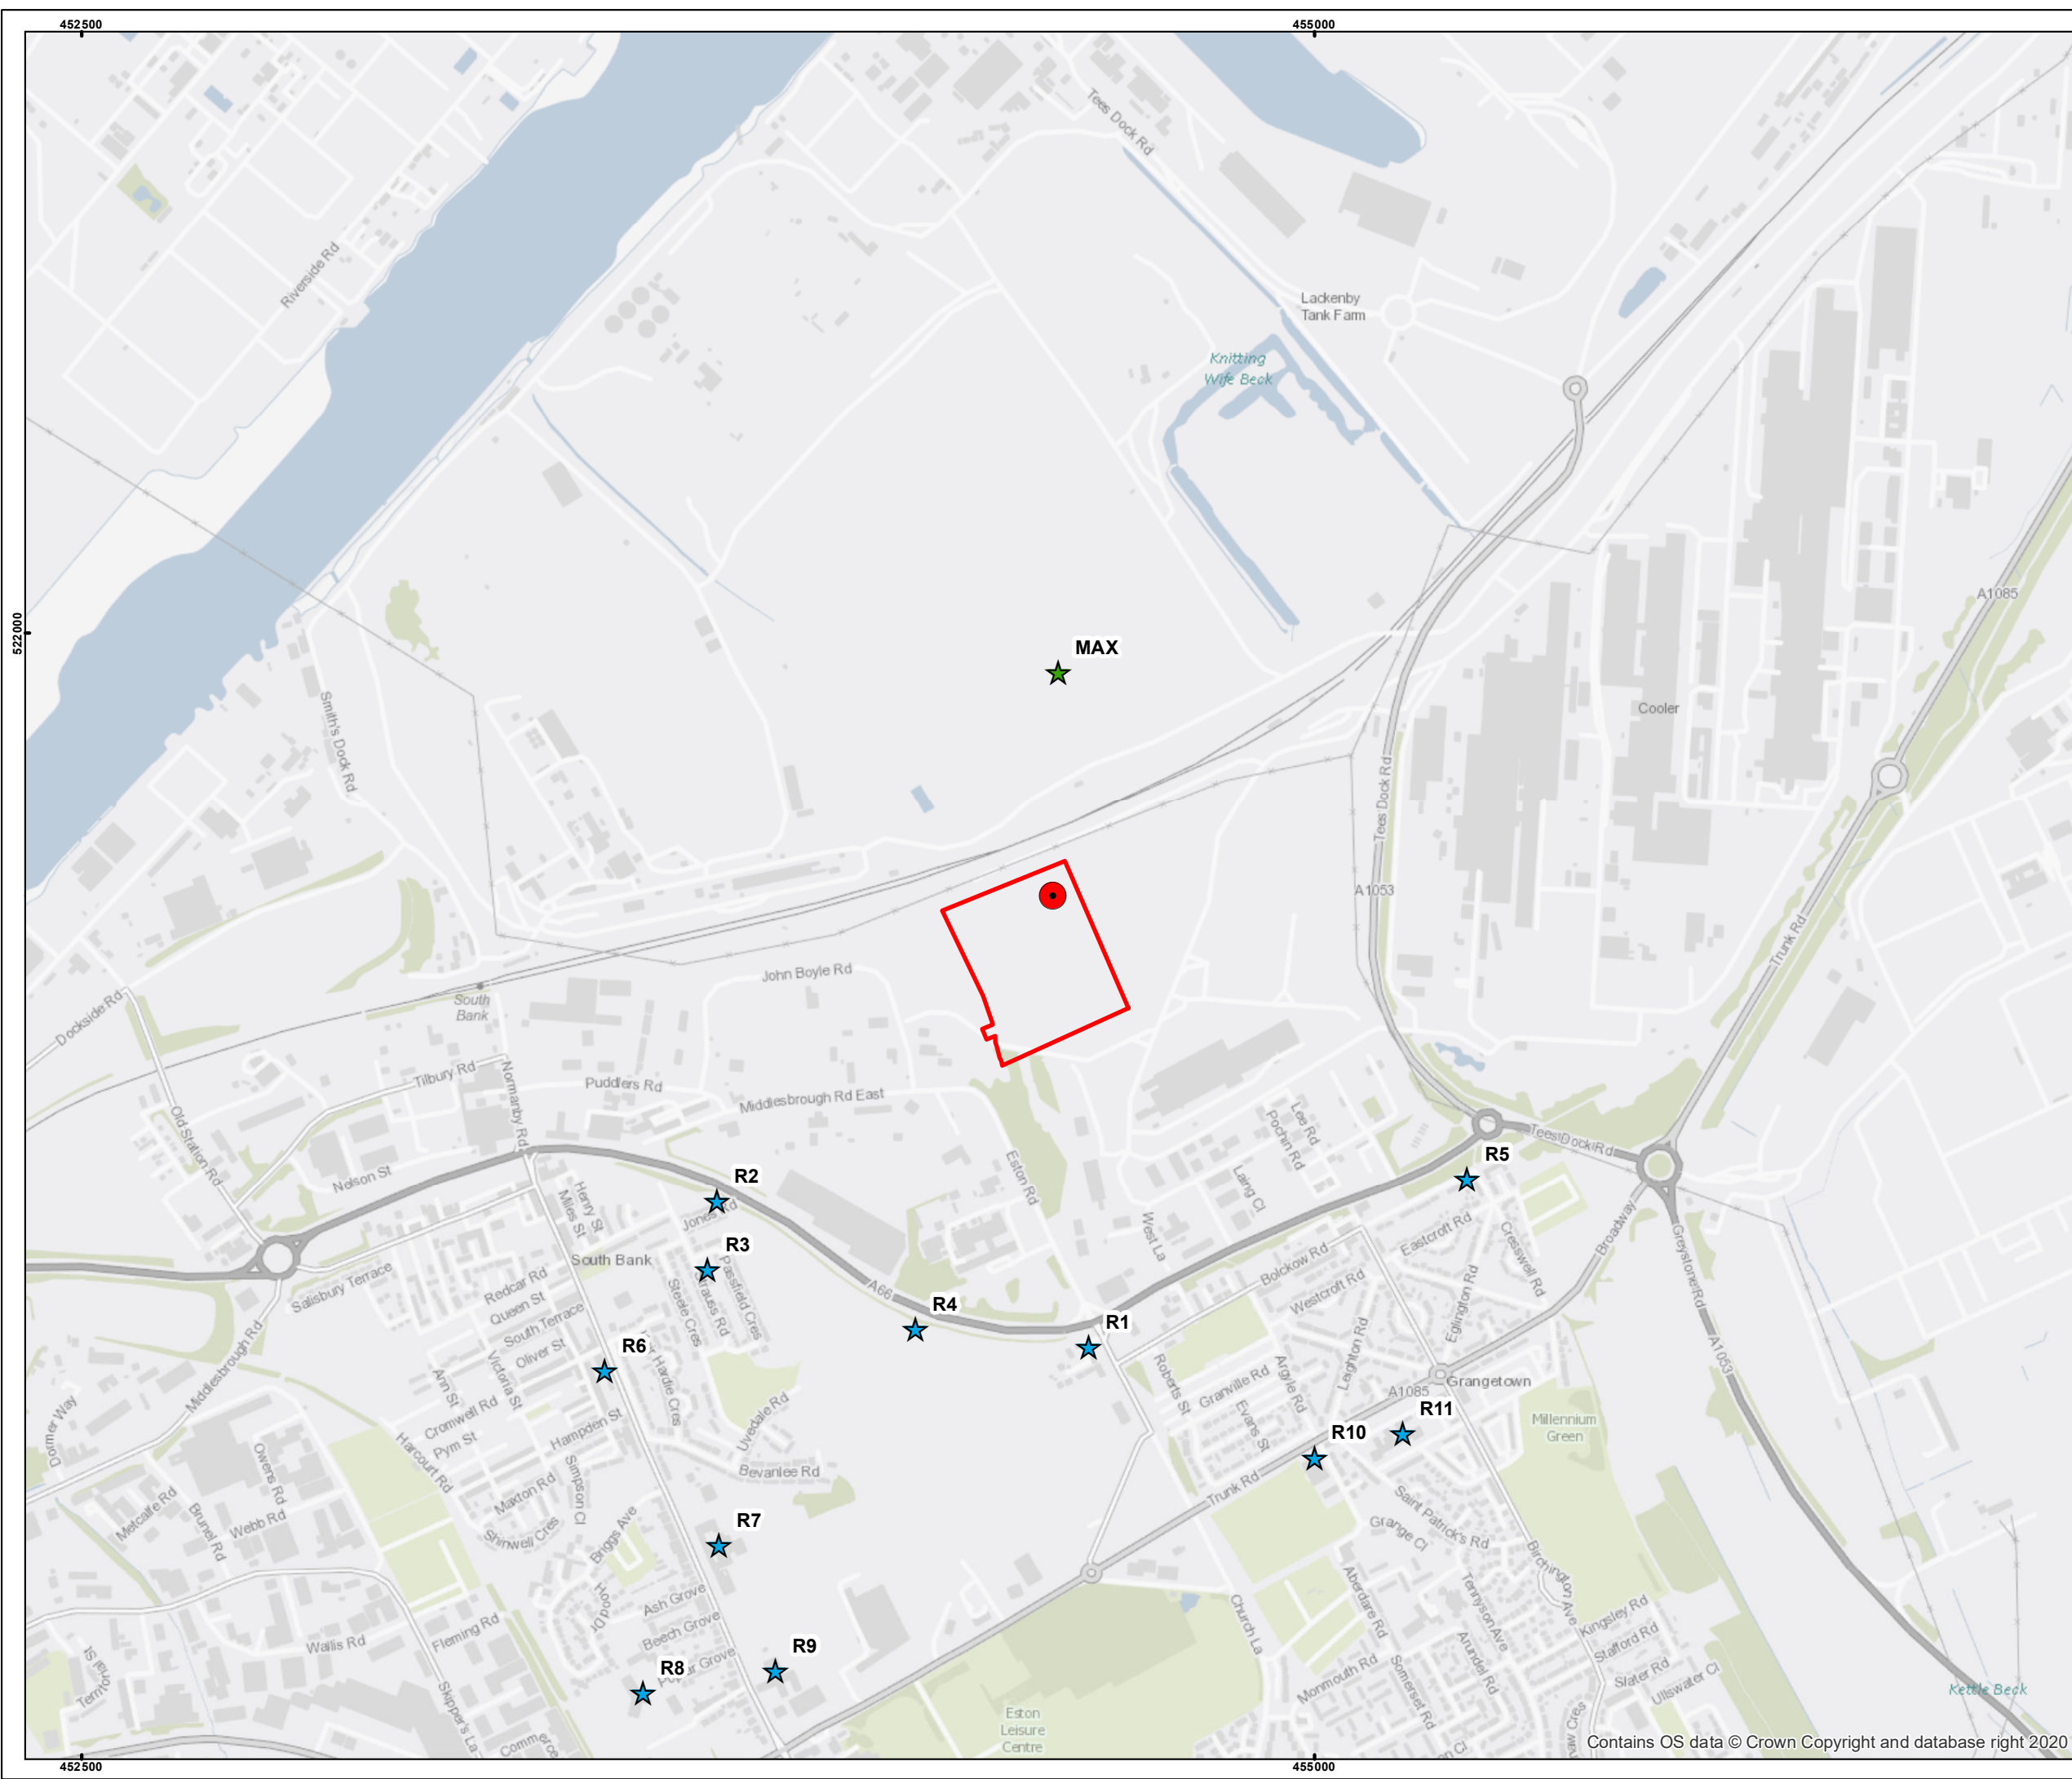 452500
455000
Tees Dock Rd
Riverside Rd
Lackenby
Tank Farm
Knitting
Wife Beck
A1085
522000
MAX
Smith's Dock Rd
Cooler
Tees Dock Rd
A1053
Trunk Rd
John Boyle Rd
South
Bank
Dockside Rd
Tilbury Rd
Puddlers Rd
Middlesbrough Rd East
Normanby Rd
Old Station Rd
Lee Rd
Pochin Rd
Tees Dock Rd
R5
Eston Rd
Laing Cl
Nelson St
R2
Henry St
Miles St
Jones Rd
West La
Eastcroft Rd
Cresswell Rd
Broadway
Greystone Rd
R3
South Bank
Passfield Cres
Strauss Rd
Steele Cres
Bolckow Rd
Westcroft Rd
Salisbury Terrace
Redcar Rd
Queen St
South Terrace
Oliver St
A66
R4
R1
Eglington Rd
Leighton Rd
Middlesbrough Rd
R6
Hardie Cres
Victoria St
Ann St
Roberts St
Granville Rd
Argyle Rd
A1085
Grangetown
A1053
Cromwell Rd
Pym St
Hampden St
Uvedale Rd
Evans St
R11
Millennium
Green
Dormer Way
Harcourt Rd
Owens Rd
R10
Bevanlee Rd
Simpson Cl
Maxton Rd
Trunk Rd
Metcalfe Rd
Brunel Rd
Webb Rd
Shinwell Cres
Briggs Ave
R7
Saint Patrick's Rd
Grange Cl
Birchington Ave
Hood Dr
Ash Grove
Beech Grove
Aberdare Rd
Tennyson Ave
Kingsley Rd
Stafford Rd
Fleming Rd
Wallis Rd
Church La
Arundel Rd
R9
R8
Grove
Monmouth Rd
Somerset Rd
Slater Rd
Ullswater Cl
Kettle Beck
Skipper's La
Eston
Leisure
Centre
Contains OS data © Crown Copyright and database right 2020
452500
455000